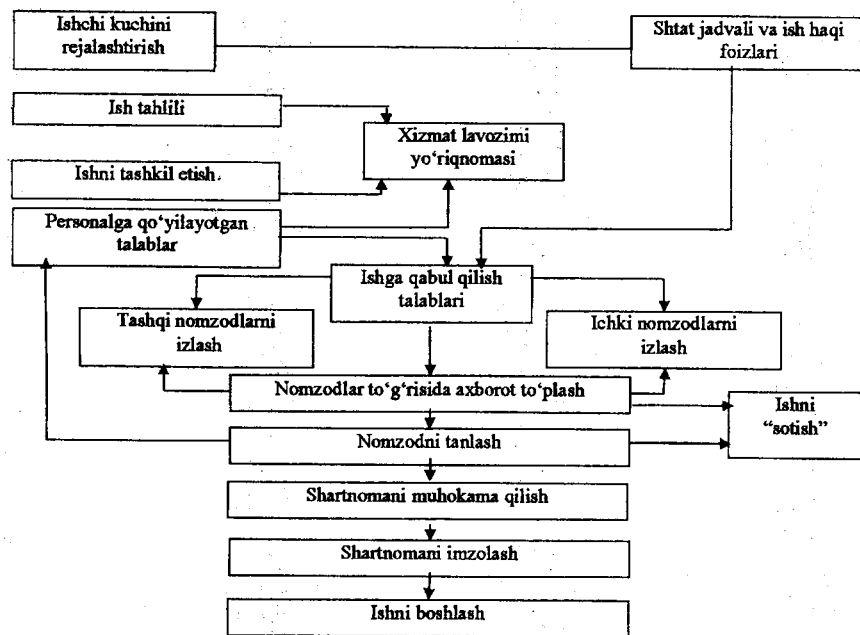 Ishchi kuchini
rejalashtirish
Shtat jadvali va ish haqi
foizlari
Ish tahlili
Xizmat lavozimi
yo‘riqnomasi
Ishni tashkil etish.
Personalga qo‘yilayotgan
talablar
Ishga qabul qilish
talablari
Tashqi nomzodlarni
izlash
Ichki nomzodlarni
izlash
Nomzodlar to‘g‘risida axborot to‘plash
Ishni
“sotish”
Nomzodni tanlash
Shartnomani muhokama qilish
Shartnomani imzolash
Ishni boshlash